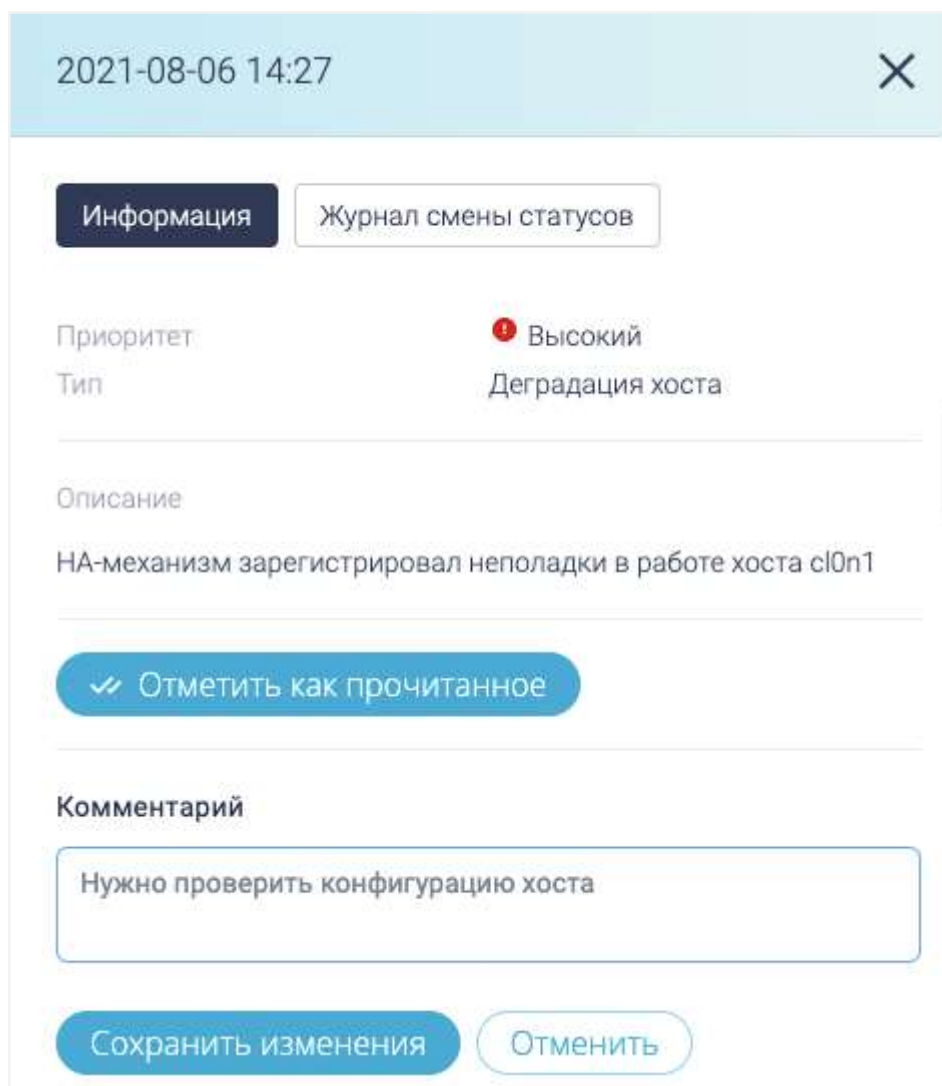 2021-08-06 14:27
Информация
Журнал смены статусов
Приоритет
Высокий
Тип
Деградация хоста
Описание
НА-механизм зарегистрировал неполадки в работе хоста cl0n1
Отметить как прочитанное
Комментарий
Нужно проверить конфигурацию хоста
Сохранить изменения
Отменить